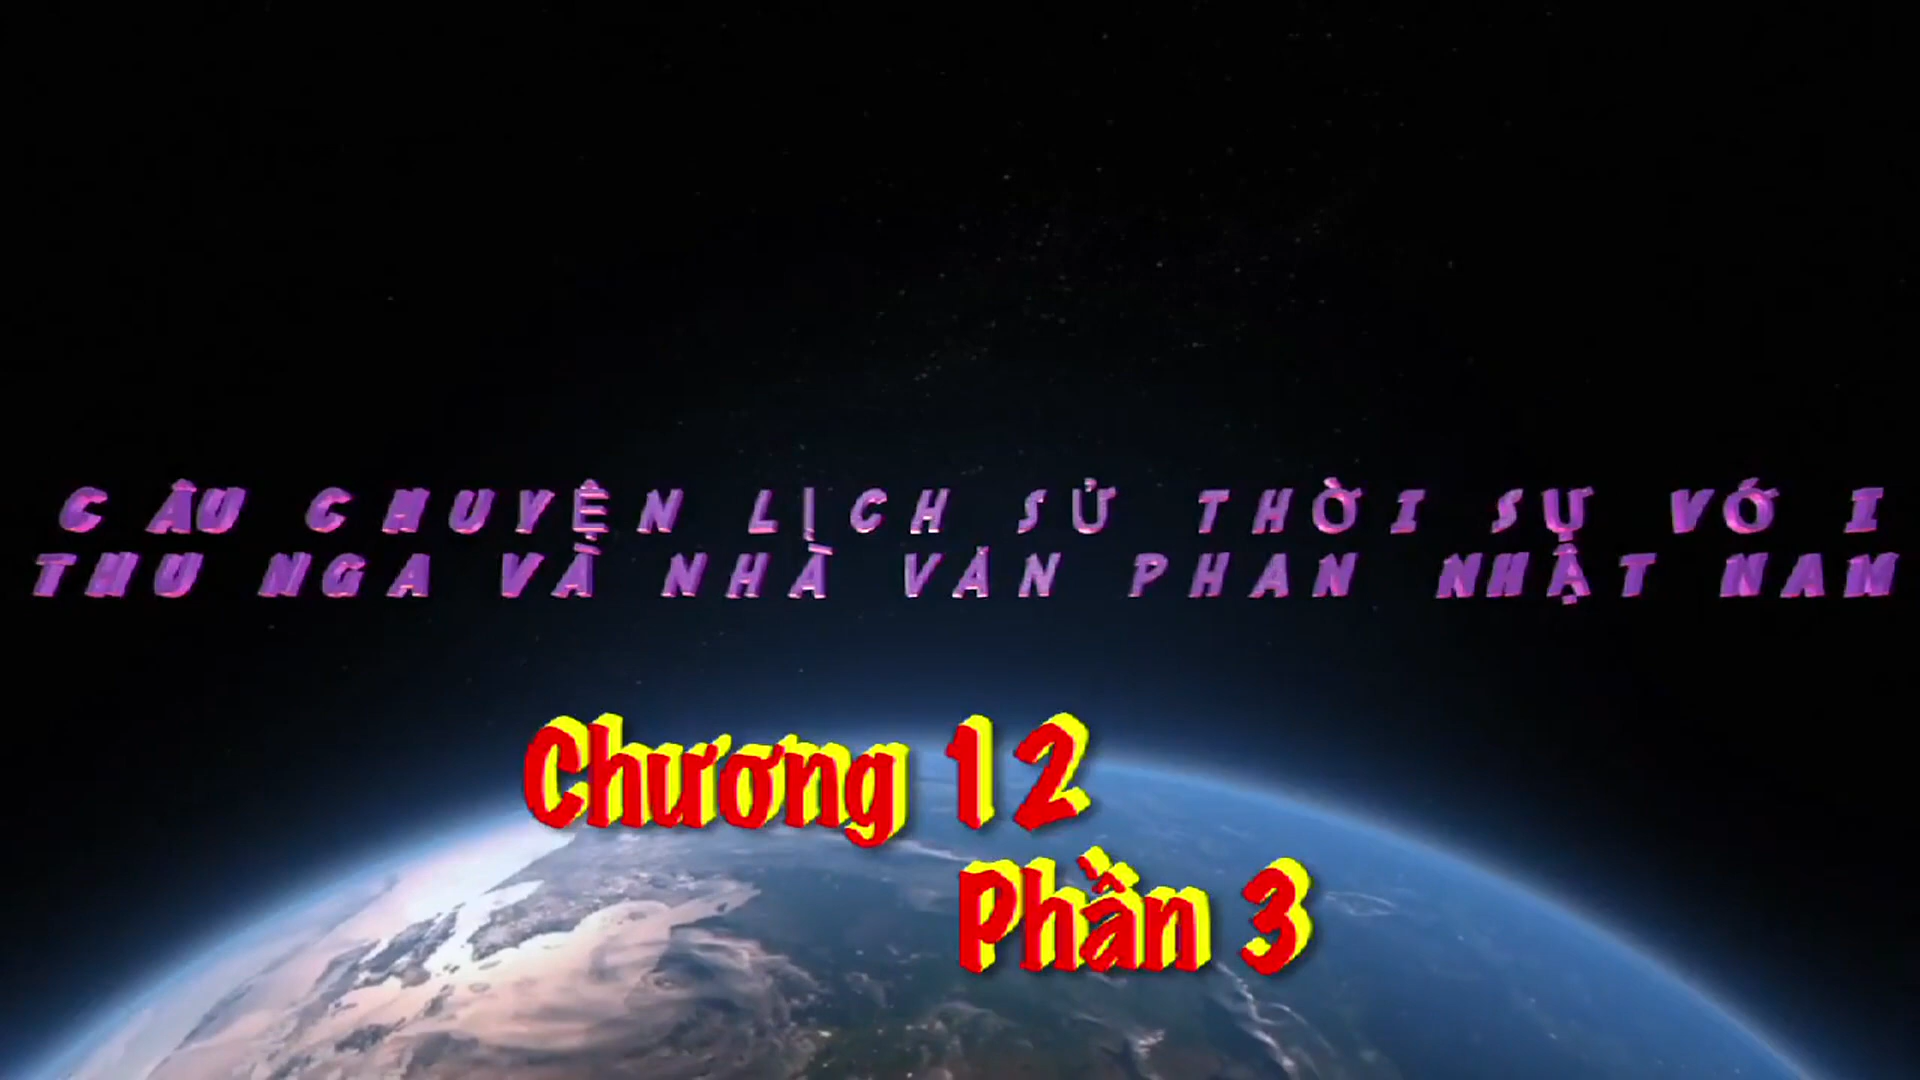 CÂU CHUYỆN LỊCH SỬ THỜI SỰ VỚI
THU NGA VÀ NHÀ VĂN PHAN NHẬT NAM
Chương 12
Phần 3